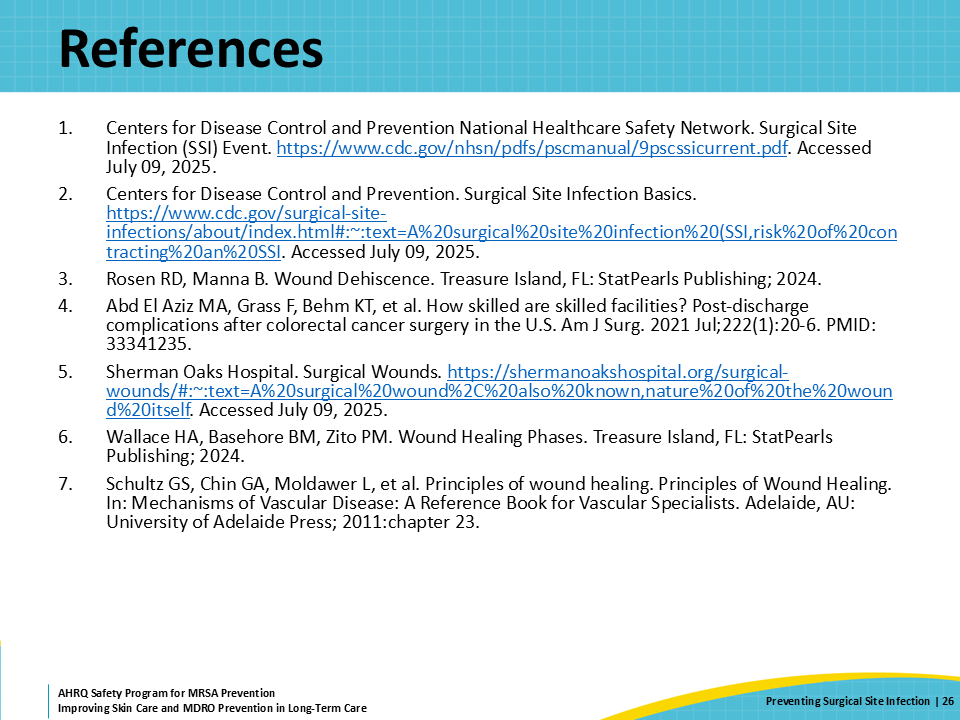 References
1. Centers for Disease Control and Prevention National Healthcare Safety Network. Surgical Site
Infection (SSI) Event. https://www.cdc.gov/nhsn/pdfs/pscmanual/9pscssicurrent.pdf. Accessed
July 09, 2025.
2. Centers for Disease Control and Prevention. Surgical Site Infection Basics.
https://www.cdc.gov/surgical-site-
infections/about/index.html#:~:text=A%20surgical%20site%20infection%20(SSI,risk%20of%20con
tracting%20an%20SSI. Accessed July 09, 2025.
3. Rosen RD, Manna B. Wound Dehiscence. Treasure Island, FL: StatPearls Publishing; 2024.
4. Abd El Aziz MA, Grass F, Behm KT, et al. How skilled are skilled facilities? Post-discharge
complications after colorectal cancer surgery in the U.S. Am J Surg. 2021 Jul;222(1):20-6. PMID:
33341235.
5. Sherman Oaks Hospital. Surgical Wounds. https://shermanoakshospital.org/surgical-
wounds/#:~:text=A%20surgical%20wound%2C%20also%20known,nature%20of%20the%20woun
d%20itself. Accessed July 09, 2025.
6. Wallace HA, Basehore BM, Zito PM. Wound Healing Phases. Treasure Island, FL: StatPearls
Publishing; 2024.
7. Schultz GS, Chin GA, Moldawer L, et al. Principles of wound healing. Principles of Wound Healing.
In: Mechanisms of Vascular Disease: A Reference Book for Vascular Specialists. Adelaide, AU:
University of Adelaide Press; 2011:chapter 23.
AHRQ Safety Program for MRSA Prevention
Improving Skin Care and MDRO Prevention in Long-Term Care
Preventing Surgical Site Infection | 26